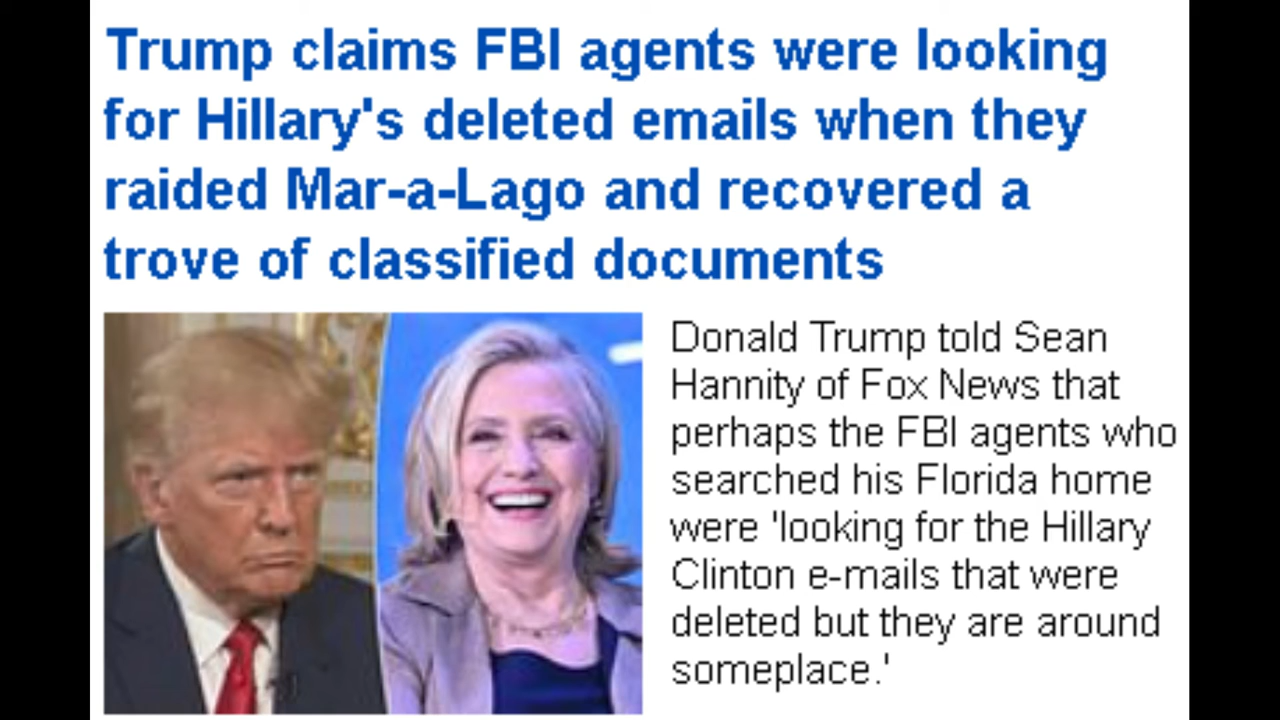 Trump claims FBI agents were looking
for Hillary's deleted emails when they
raided Mar-a-Lago and recovered a
trove of classified documents
Donald Trump told Sean
Hannity of Fox News that
perhaps the FBI agents who
searched his Florida home
were 'looking for the Hillary
Clinton e-mails that were
deleted but they are around
someplace.'